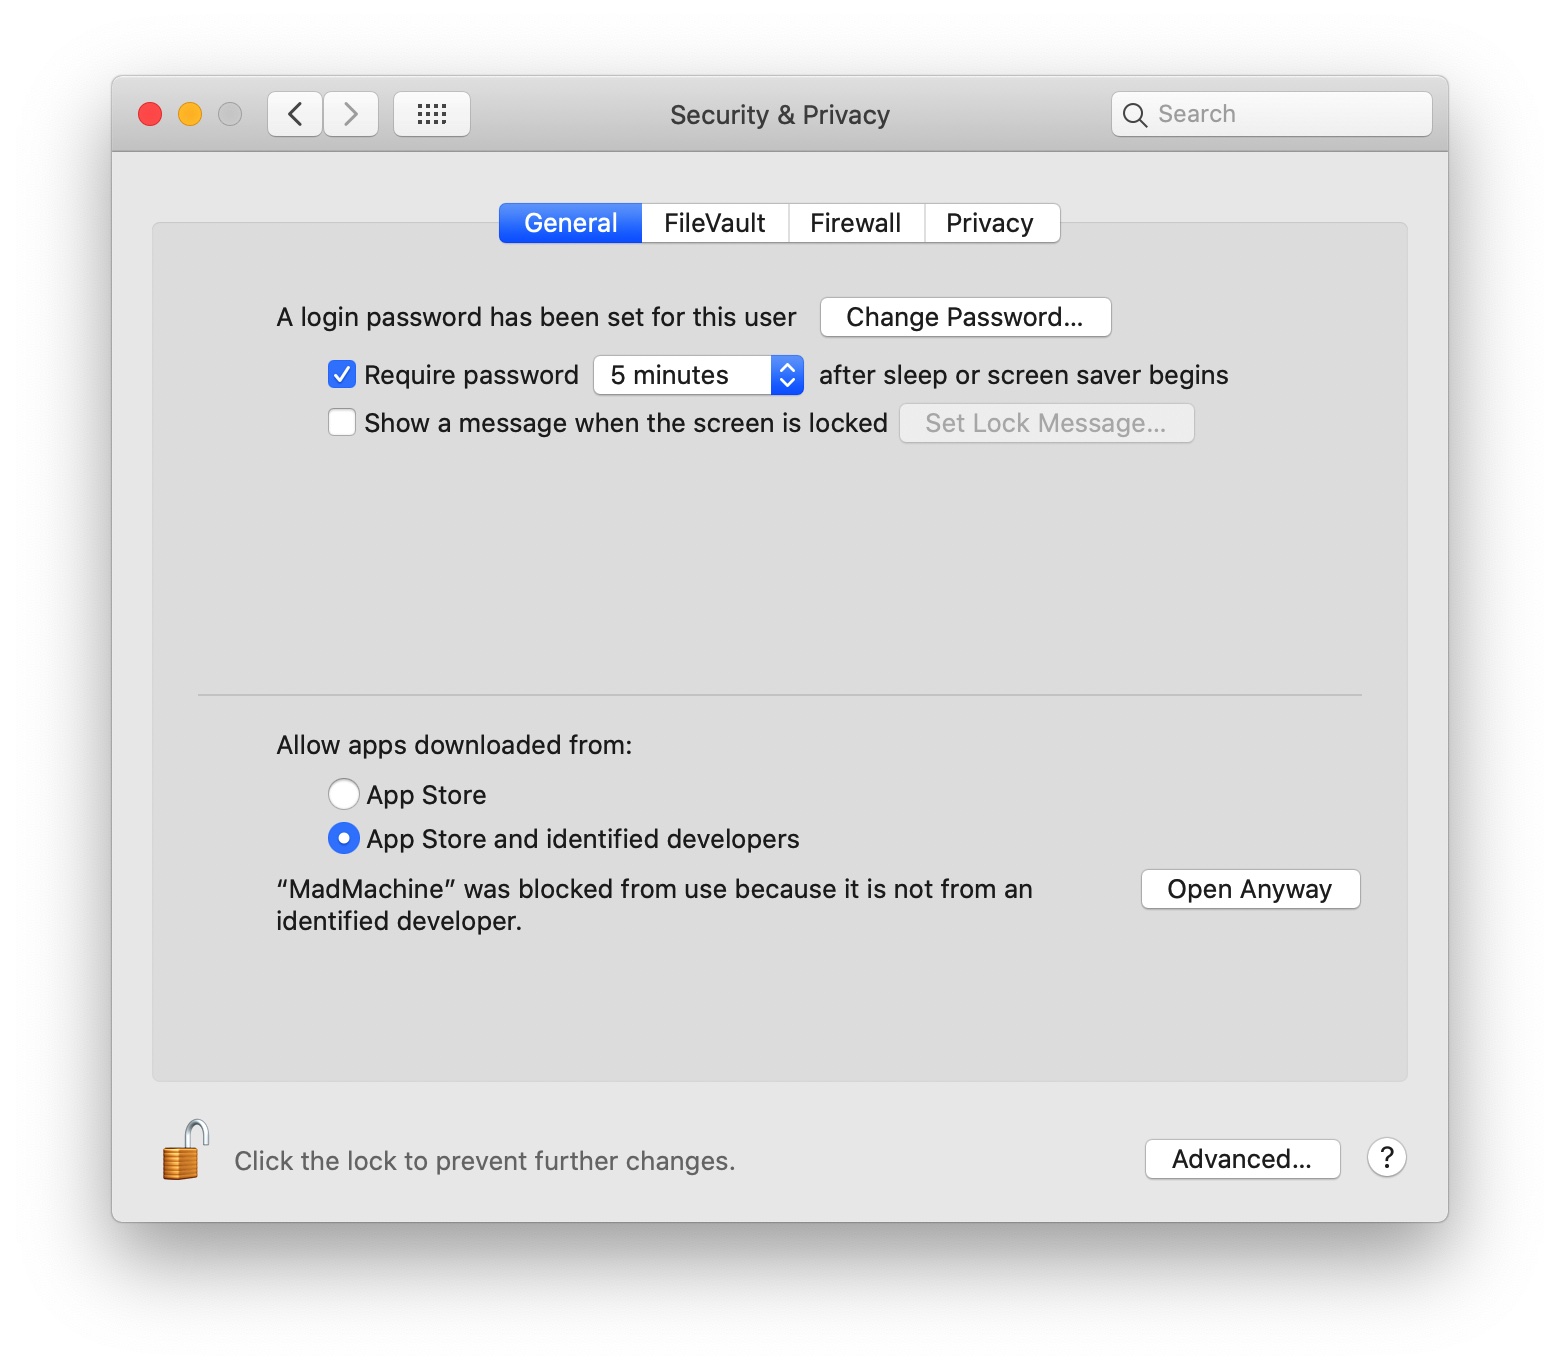 Security & Privacy
Search
General
FileVault
Firewall
Privacy
A login password has been set for this user
Change Password...
Require password
5 minutes
after sleep or screen saver begins
Show a message when the screen is locked
Set Lock Message...
Allow apps downloaded from:
App Store
App Store and identified developers
“MadMachine” was blocked from use because it is not from an
identified developer.
Open Anyway
Click the lock to prevent further changes.
Advanced...
?